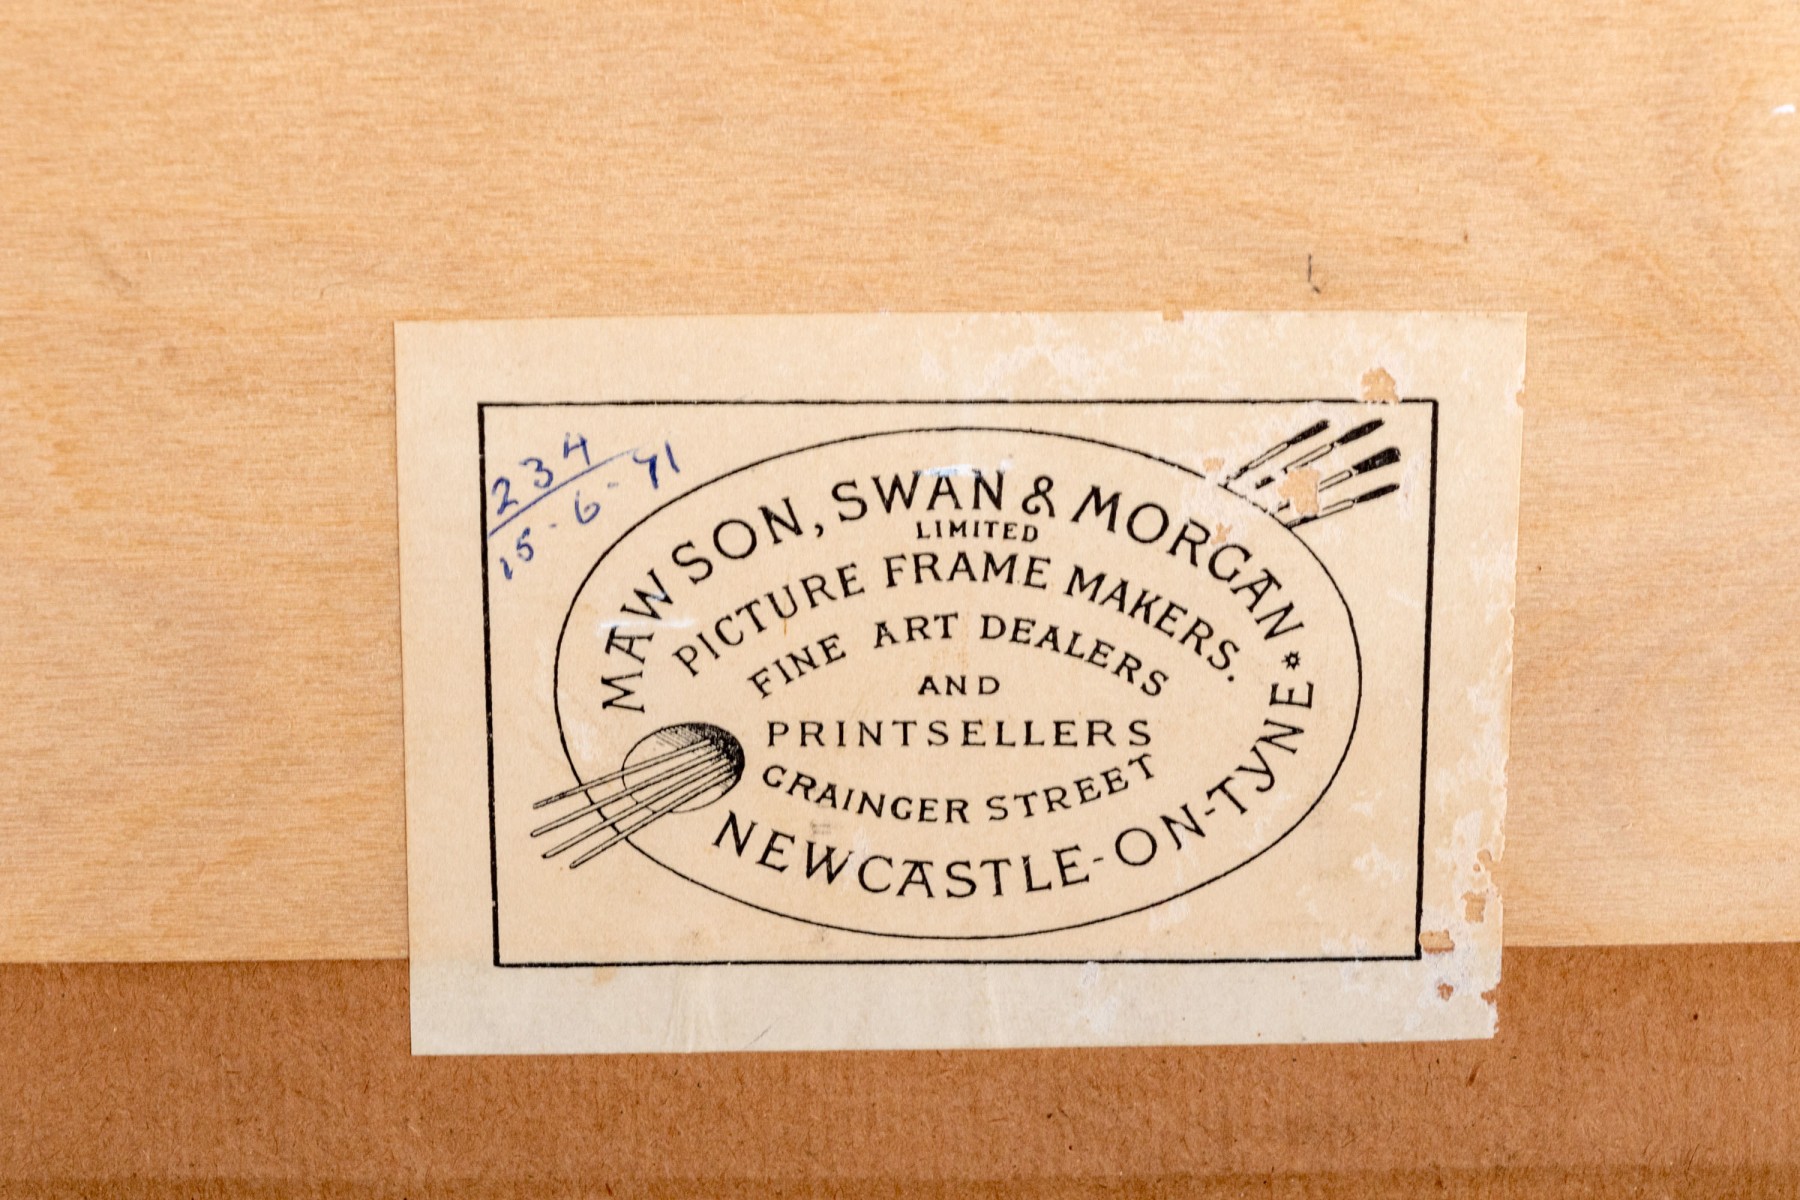 234
15-6-71
MAWSON, SWAN & MORGAN
LIMITED
PICTURE FRAME MAKERS.
FINE ART DEALERS
AND
PRINTSELLERS
GRAINGER STREET
NEWCASTLE-ON-TYNE